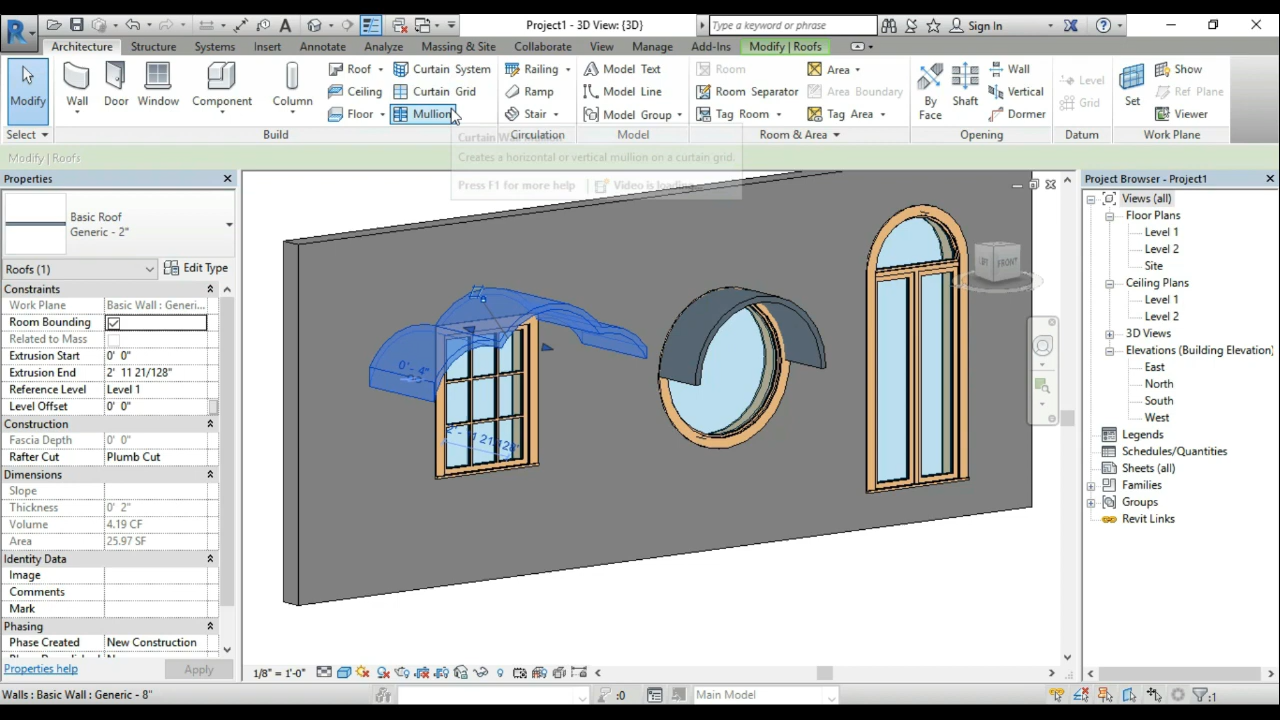 Project1 - 3D View: {3D}
Type a keyword or phrase
Sign In
Architecture Structure Systems Insert Annotate Analyze Massing & Site Collaborate View Manage Add-Ins Modify | Roofs
Modify
Wall
Door
Window
Component
Column
Roof
Ceiling
Floor
Curtain System
Curtain Grid
Mullion
Railing
Ramp
Stair
Model Text
Model Line
Model Group
Room
Room Separator
Tag Room
Area
Area Boundary
Tag Area
By
Face
Shaft
Wall
Vertical
Dormer
Level
Grid
Set
Show
Ref Plane
Viewer
Select
Build
Circulation
Model
Room & Area
Opening
Datum
Work Plane
Modify | Roofs
Creates a horizontal or vertical mullion on a curtain grid.
Press F1 for more help
Video is loading
Properties
Basic Roof
Generic - 2"
Roofs (1)
Edit Type
Constraints
Work Plane Basic Wall : Generi...
Room Bounding
Related to Mass
Extrusion Start 0' 0"
Extrusion End 2' 11 21/128"
Reference Level Level 1
Level Offset 0' 0"
Construction
Fascia Depth 0' 0"
Rafter Cut Plumb Cut
Dimensions
Slope
Thickness 0' 2"
Volume 4.19 CF
Area 25.97 SF
Identity Data
Image
Comments
Mark
Phasing
Phase Created New Construction
Properties help
Apply
0' - 4"
2' - 11 21/128"
FRONT
Project Browser - Project1
Views (all)
Floor Plans
Level 1
Level 2
Site
Ceiling Plans
Level 1
Level 2
3D Views
Elevations (Building Elevation)
East
North
South
West
Legends
Schedules/Quantities
Sheets (all)
Families
Groups
Revit Links
1/8" = 1'-0"
Walls : Basic Wall : Generic - 8"
:0
Main Model
:1